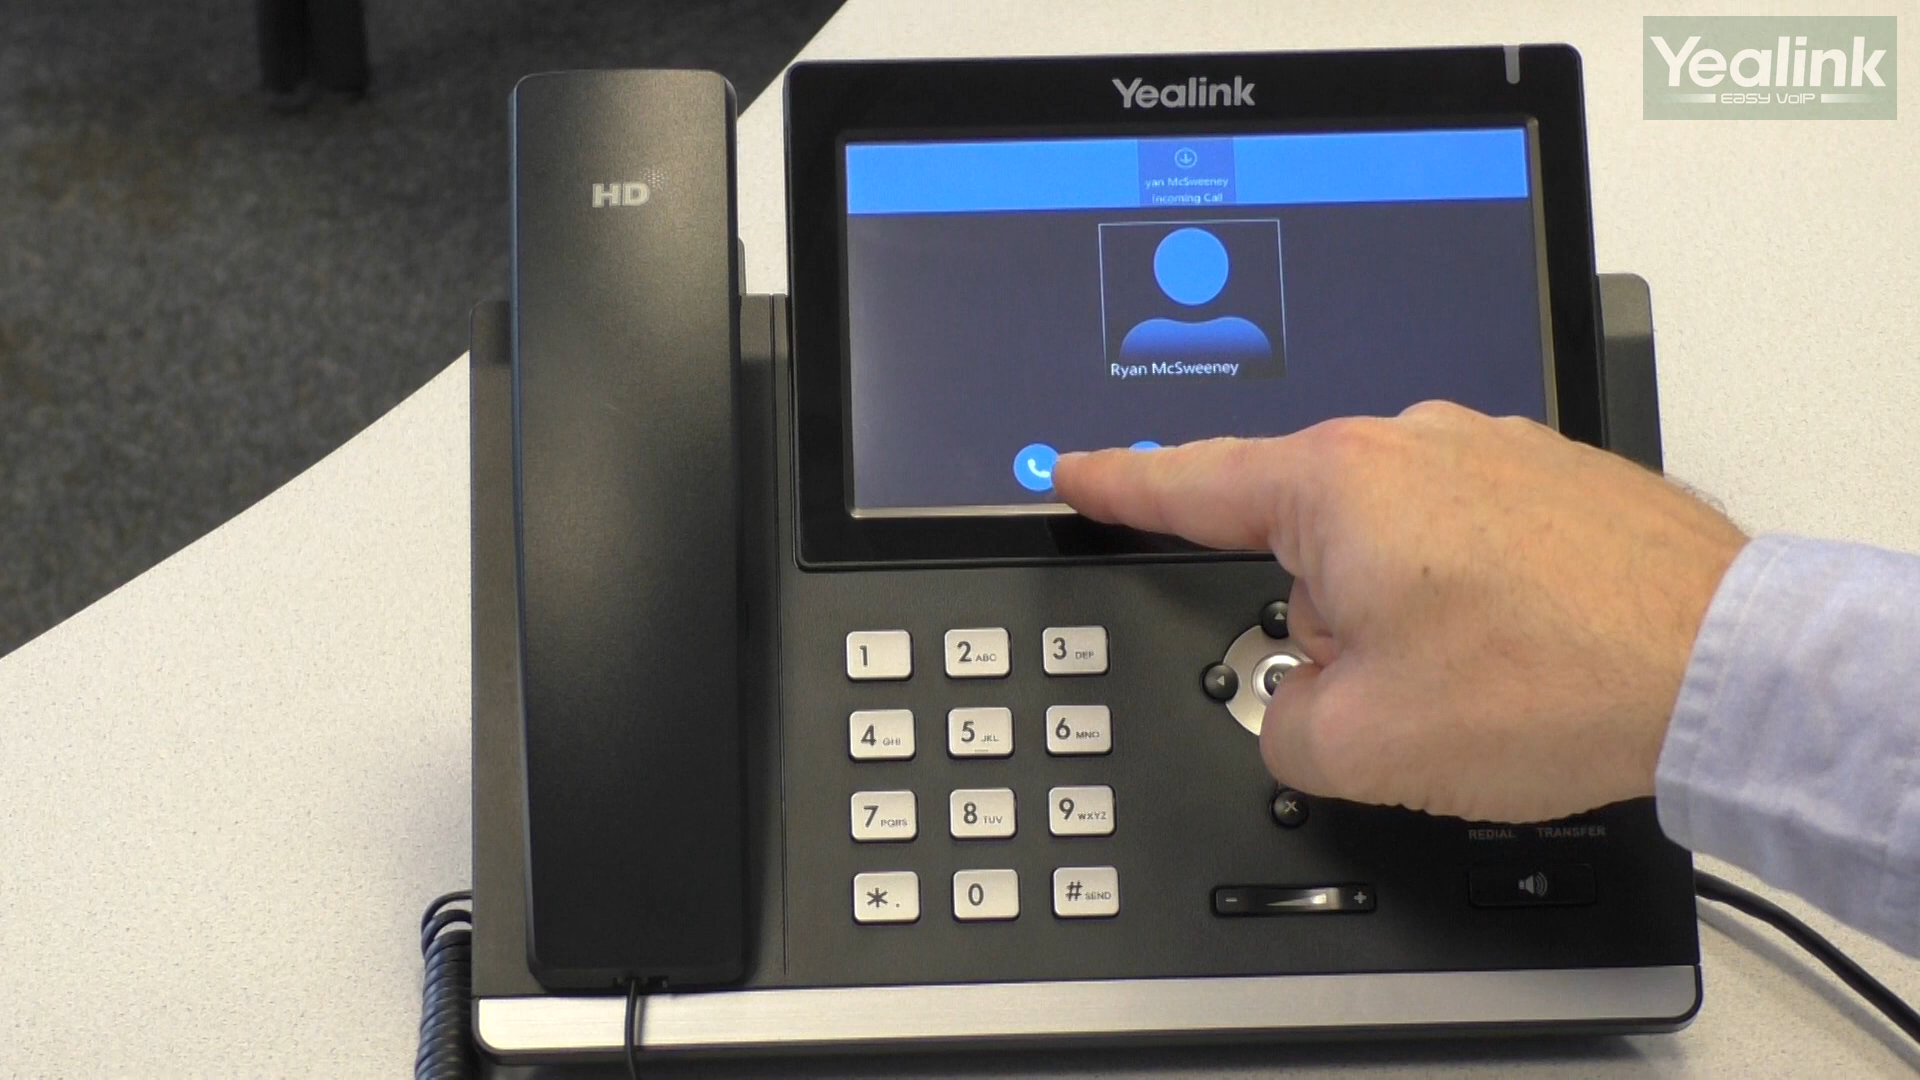 Yealink
EASY VoIP
Yealink
HD
yan McSweeney
Incoming Call
Ryan McSweeney
1
2 ABC
3 DEF
4 GHI
5 JKL
6 MNO
7 PQRS
8 TUV
9 WXYZ
* .
0
# SEND
REDIAL TRANSFER
- +